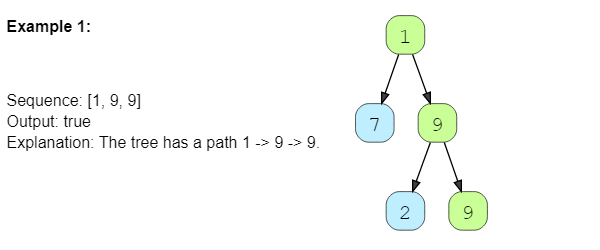 Example 1:
1
Sequence: [1, 9, 9]
Output: true
Explanation: The tree has a path 1 -> 9 -> 9.
7
9
2
9